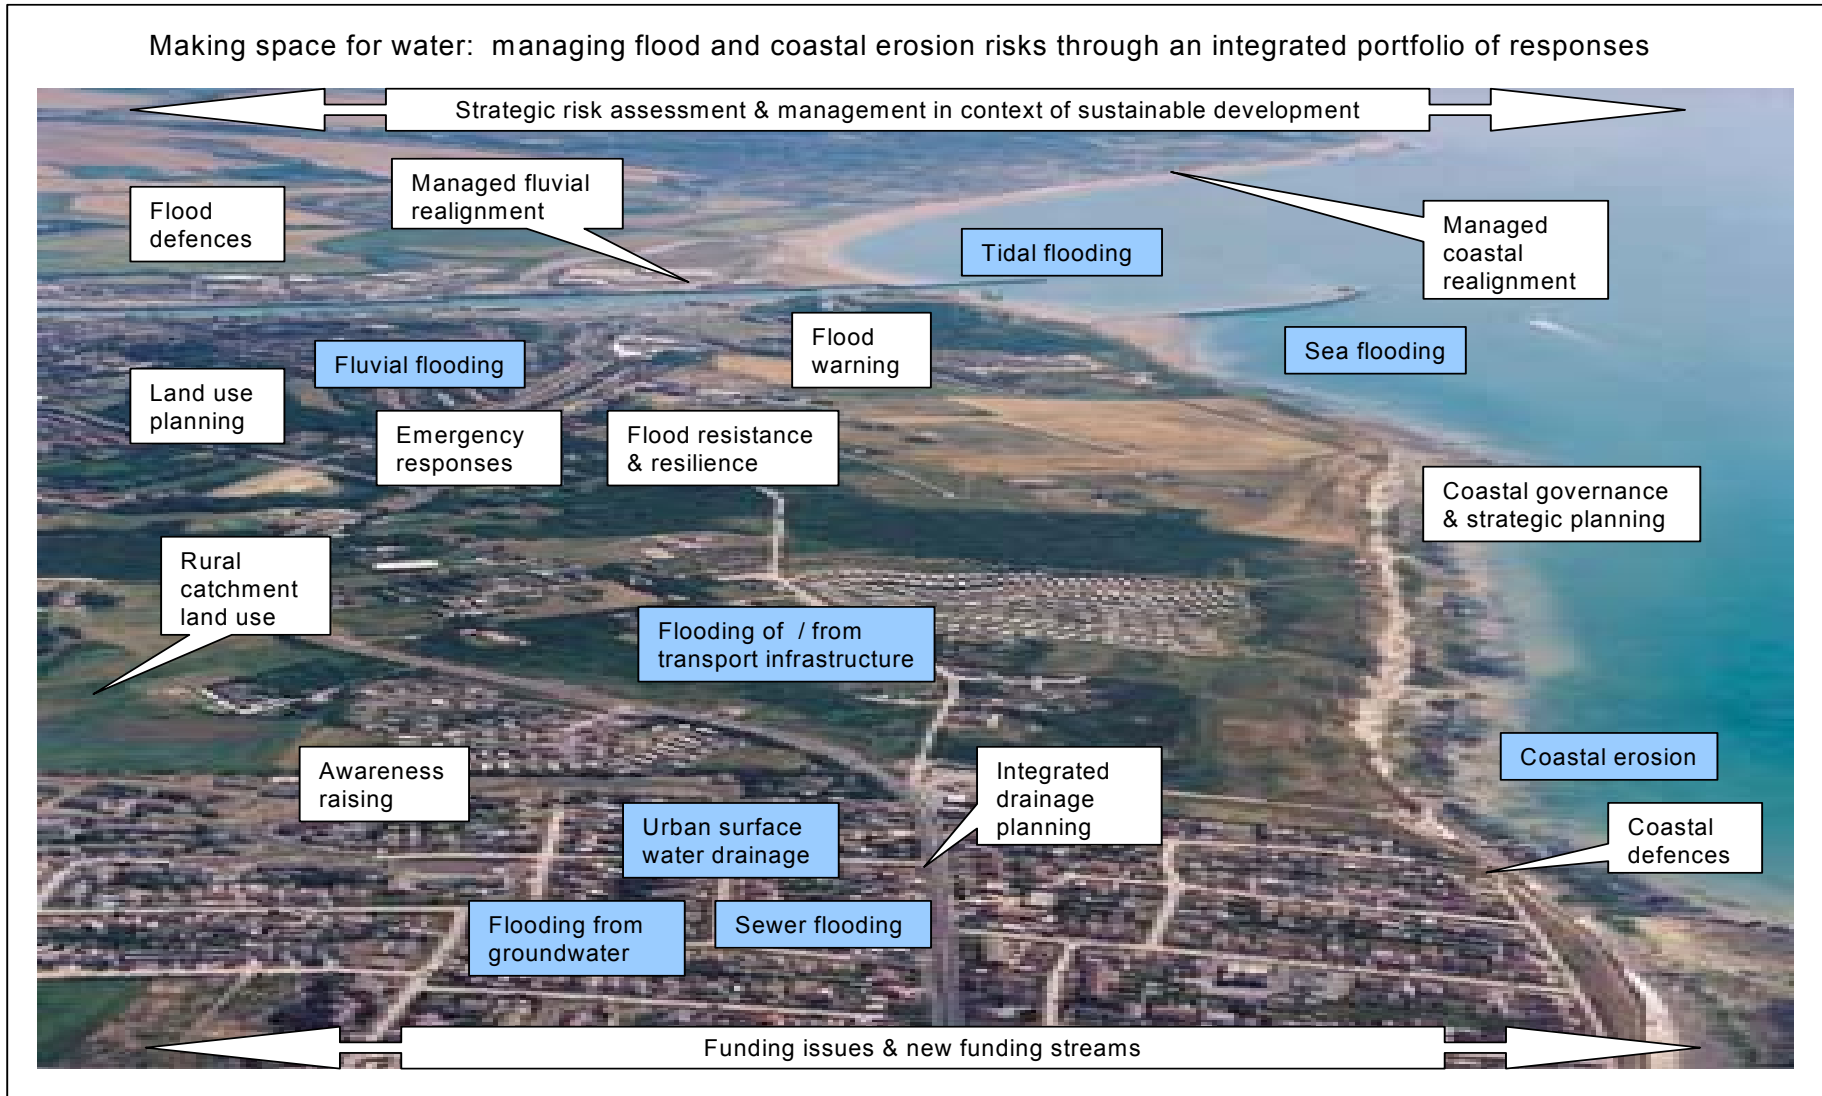 Making space for water: managing flood and coastal erosion risks through an integrated portfolio of responses
Strategic risk assessment & management in context of sustainable development
Managed fluvial
realignment
Flood
defences
Managed
coastal
realignment
Tidal flooding
Flood
warning
Sea flooding
Fluvial flooding
Land use
planning
Emergency
responses
Flood resistance
& resilience
Coastal governance
& strategic planning
Rural
catchment
land use
Flooding of / from
transport infrastructure
Awareness
raising
Integrated
drainage
planning
Coastal erosion
Urban surface
water drainage
Coastal
defences
Flooding from
groundwater
Sewer flooding
Funding issues & new funding streams